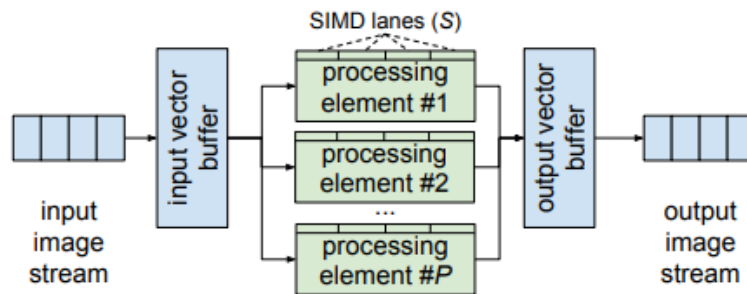 SIMD lanes (S)
input vector
buffer
processing
element #1
processing
element #2
...
processing
element #P
output vector
buffer
input
image
stream
output
image
stream